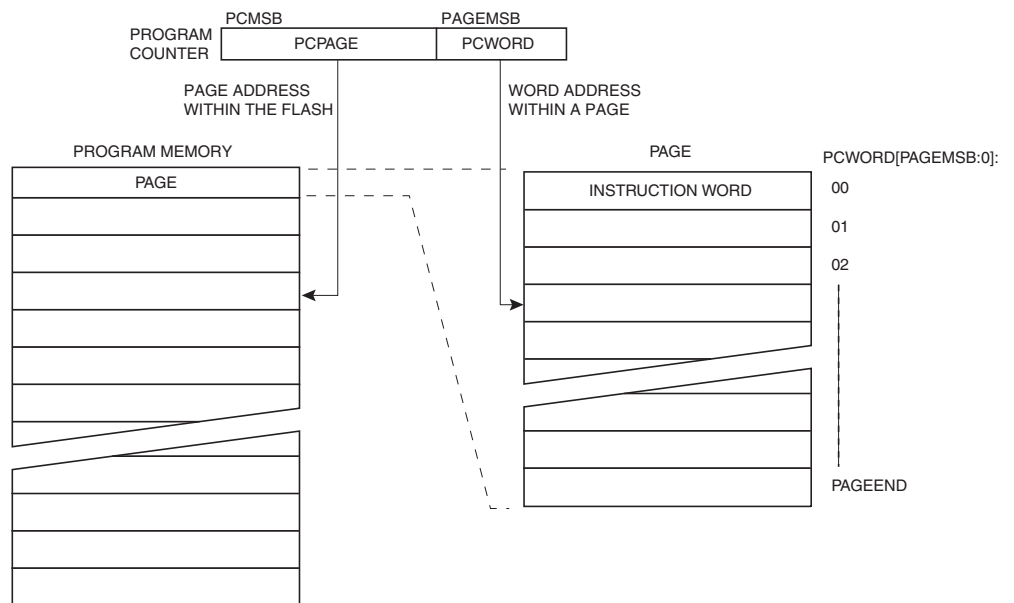 PCMSB
PAGEMSB
PROGRAM
COUNTER
PCPAGE
PCWORD
PAGE ADDRESS
WITHIN THE FLASH
WORD ADDRESS
WITHIN A PAGE
PROGRAM MEMORY
PAGE
PAGE
PCWORD[PAGEMSB:0]:
INSTRUCTION WORD
00
01
02
PAGEEND